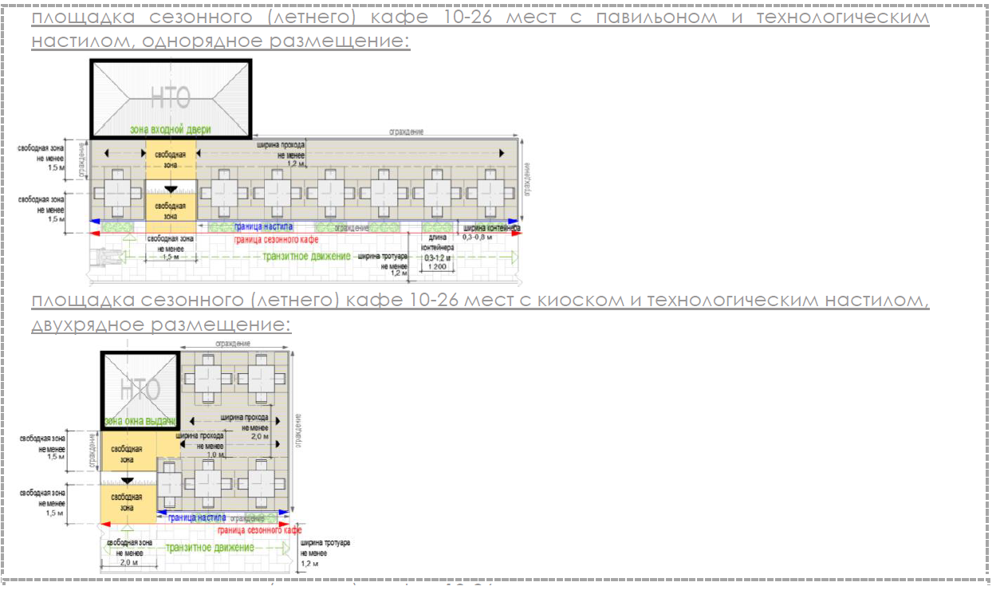 площадка сезонного (летнего) кафе 10-26 мест с павильоном и технологическим
настилом, однорядное размещение:
НТО
зона входной двери
ограждение
свободная зона
не менее
1,5 м
ограждение
свободная
зона
ширина прохода
не менее
1,2 м
ограждение
свободная зона
не менее
1,5 м
свободная
зона
граница настила
ограждение
ширина контейнера
0,3-0,8 м
граница сезонного кафе
свободная зона
не менее
1,5 м
транзитное движение
ширина тротуара
не менее
1,2 м
длина
контейнера
0,3-1,2 м
1 200
площадка сезонного (летнего) кафе 10-26 мест с киоском и технологическим настилом,
двухрядное размещение:
ограждение
НТО
зона окна выдачи
ширина прохода
не менее
2,0 м
ограждение
свободная зона
не менее
1,5 м
ограждение
свободная
зона
ширина прохода
не менее
1,0 м
свободная зона
не менее
1,5 м
свободная
зона
граница настила
ограждение
граница сезонного кафе
свободная зона
не менее
2,0 м
транзитное движение
ширина тротуара
не менее
1,2 м